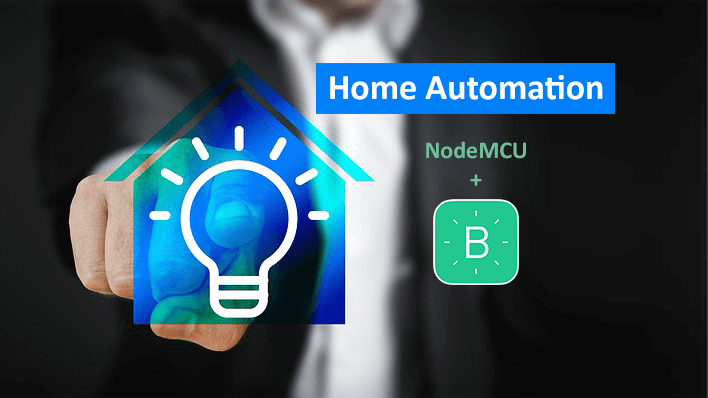 Home Automation
NodeMCU
+
B